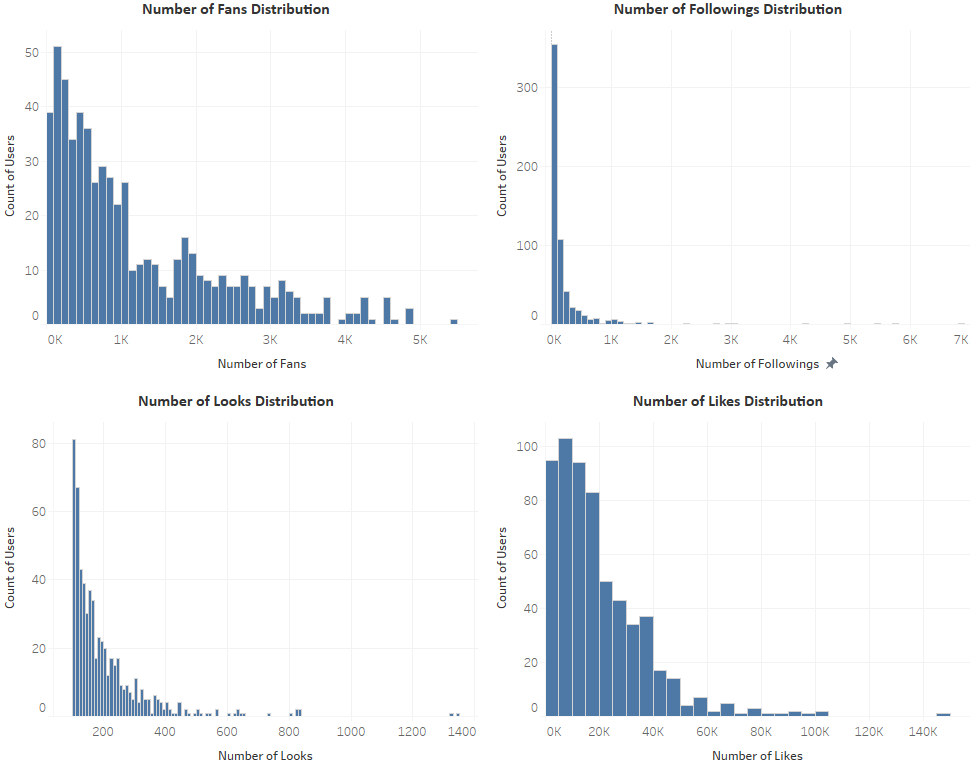 Number of Fans Distribution
50
40
30
20
10
0
Count of Users
0K 1K 2K 3K 4K 5K
Number of Fans
Number of Followings Distribution
300
200
100
0
Count of Users
0K 1K 2K 3K 4K 5K 6K 7K
Number of Followings
Number of Looks Distribution
80
60
40
20
0
Count of Users
200 400 600 800 1000 1200 1400
Number of Looks
Number of Likes Distribution
100
80
60
40
20
0
Count of Users
0K 20K 40K 60K 80K 100K 120K 140K
Number of Likes